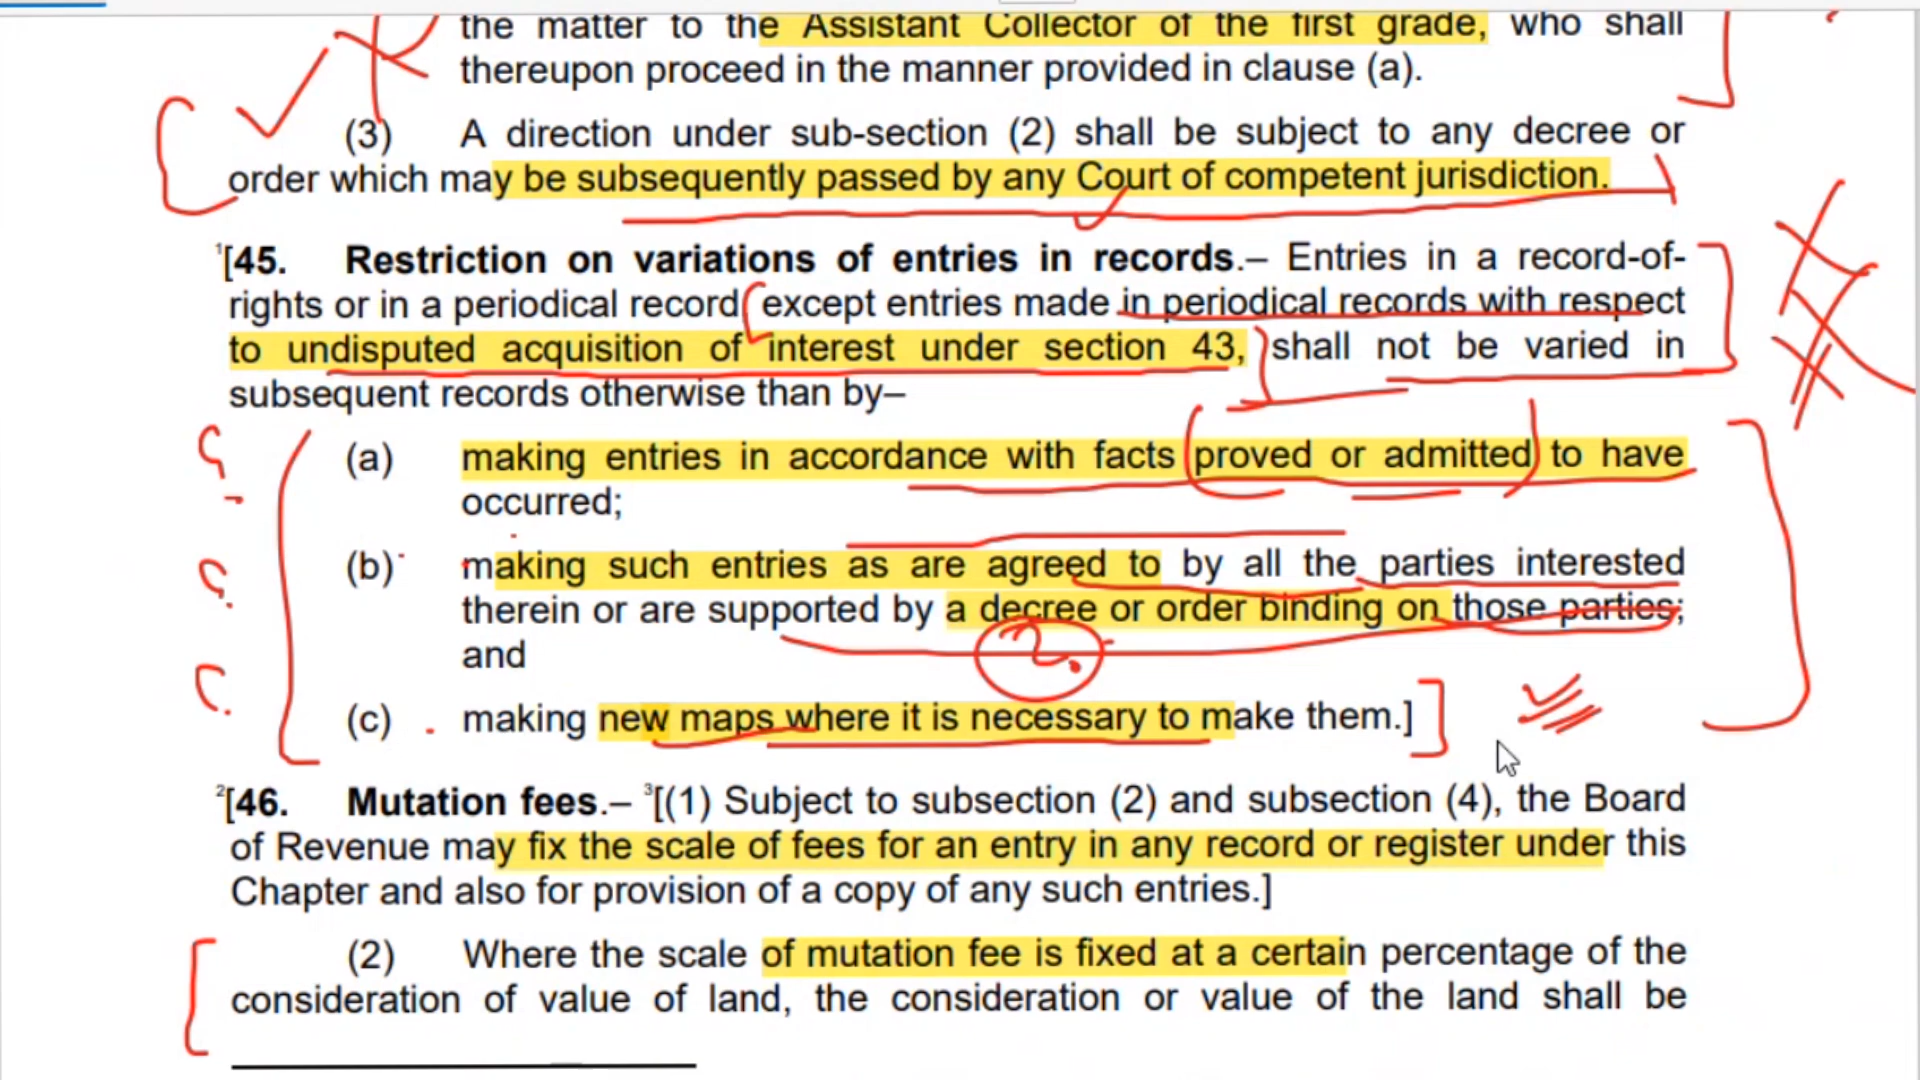 the matter to the Assistant Collector of the first grade, who shall
thereupon proceed in the manner provided in clause (a).
(3) A direction under sub-section (2) shall be subject to any decree or
order which may be subsequently passed by any Court of competent jurisdiction.
1[45. Restriction on variations of entries in records.– Entries in a record-of-
rights or in a periodical record, except entries made in periodical records with respect
to undisputed acquisition of interest under section 43, shall not be varied in
subsequent records otherwise than by–
(a) making entries in accordance with facts proved or admitted to have
occurred;
(b) making such entries as are agreed to by all the parties interested
therein or are supported by a decree or order binding on those parties;
and
(c) making new maps where it is necessary to make them.]
2[46. Mutation fees.– 3[(1) Subject to subsection (2) and subsection (4), the Board
of Revenue may fix the scale of fees for an entry in any record or register under this
Chapter and also for provision of a copy of any such entries.]
(2) Where the scale of mutation fee is fixed at a certain percentage of the
consideration of value of land, the consideration or value of the land shall be